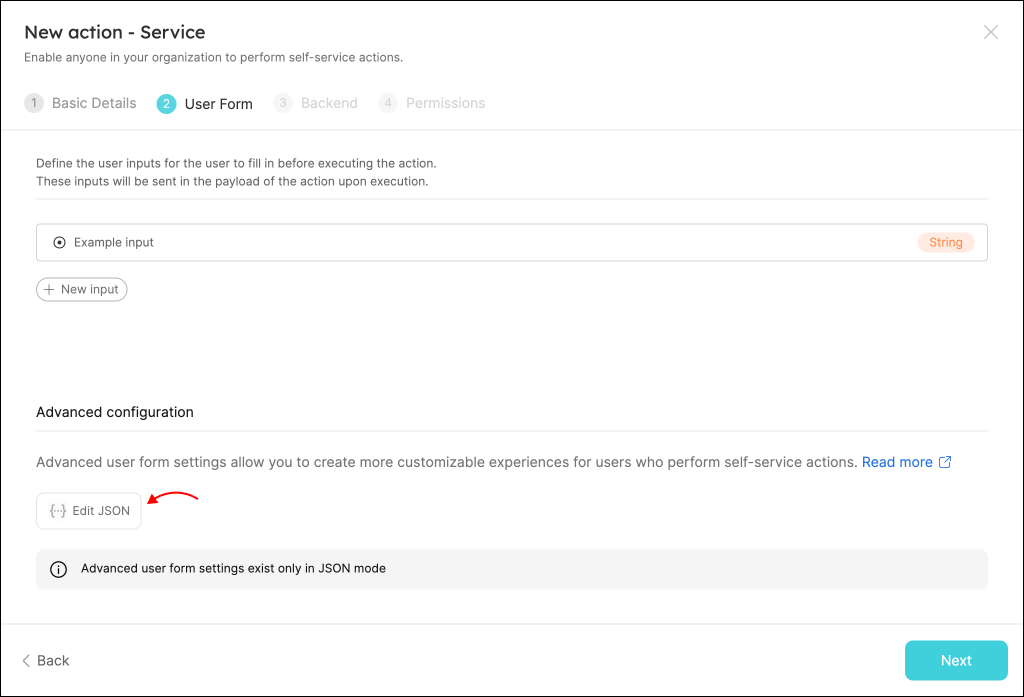 New action - Service
Enable anyone in your organization to perform self-service actions.
1 Basic Details 2 User Form 3 Backend 4 Permissions
Define the user inputs for the user to fill in before executing the action.
These inputs will be sent in the payload of the action upon execution.
Example input String
+ New input
Advanced configuration
Advanced user form settings allow you to create more customizable experiences for users who perform self-service actions. Read more
{··} Edit JSON
Advanced user form settings exist only in JSON mode
Back Next